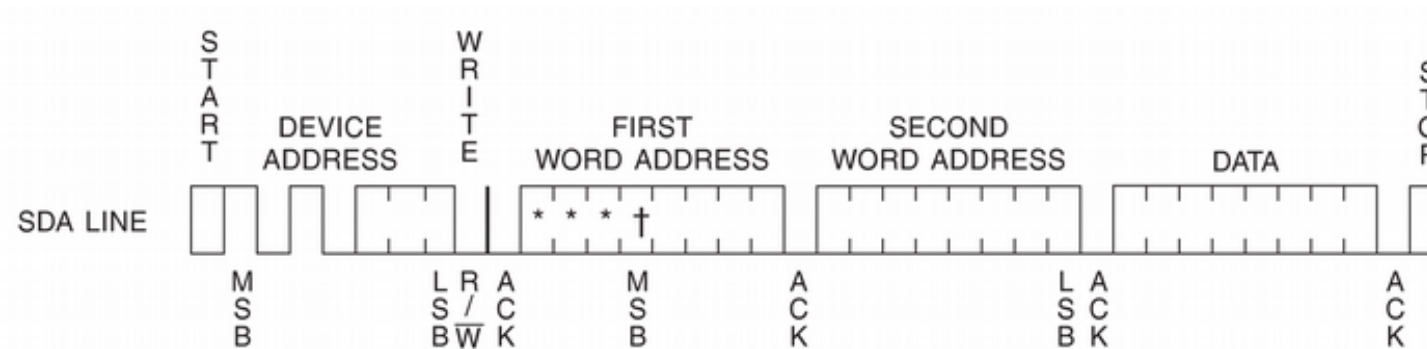 START
WRITE
DEVICE
ADDRESS
FIRST
WORD ADDRESS
SECOND
WORD ADDRESS
DATA
SDA LINE
* * * †
MSB
LSB
R/W
ACK
MSB
ACK
LSB
ACK
ACK